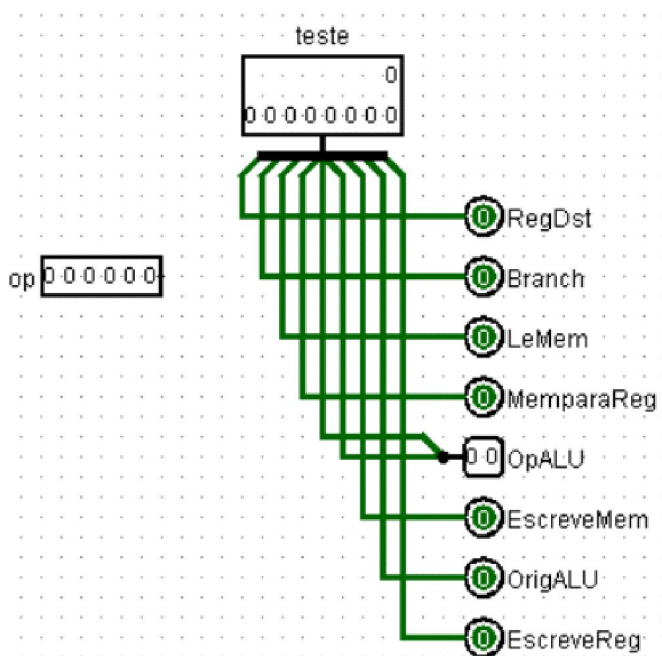 teste
0
0 0 0 0 0 0 0 0
0 RegDst
op 0 0 0 0 0 0
0 Branch
0 LeMem
0 MemparaReg
0 0 OpALU
0 EscreveMem
0 OrigALU
0 EscreveReg